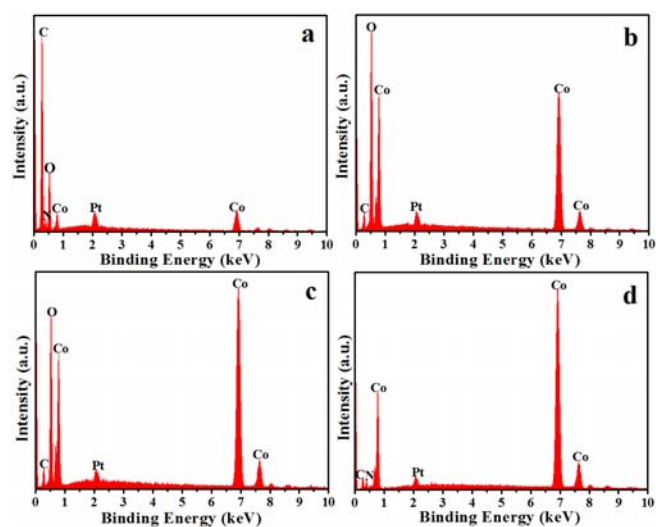 a
C
O
N
Co
Pt
Co
Intensity (a.u.)
0 1 2 3 4 5 6 7 8 9 10
Binding Energy (keV)
b
O
Co
C
Pt
Co
Co
Intensity (a.u.)
0 1 2 3 4 5 6 7 8 9 10
Binding Energy (keV)
c
O
Co
C
Pt
Co
Co
Intensity (a.u.)
0 1 2 3 4 5 6 7 8 9 10
Binding Energy (keV)
d
Co
C N
Pt
Co
Co
Intensity (a.u.)
0 1 2 3 4 5 6 7 8 9 10
Binding Energy (keV)